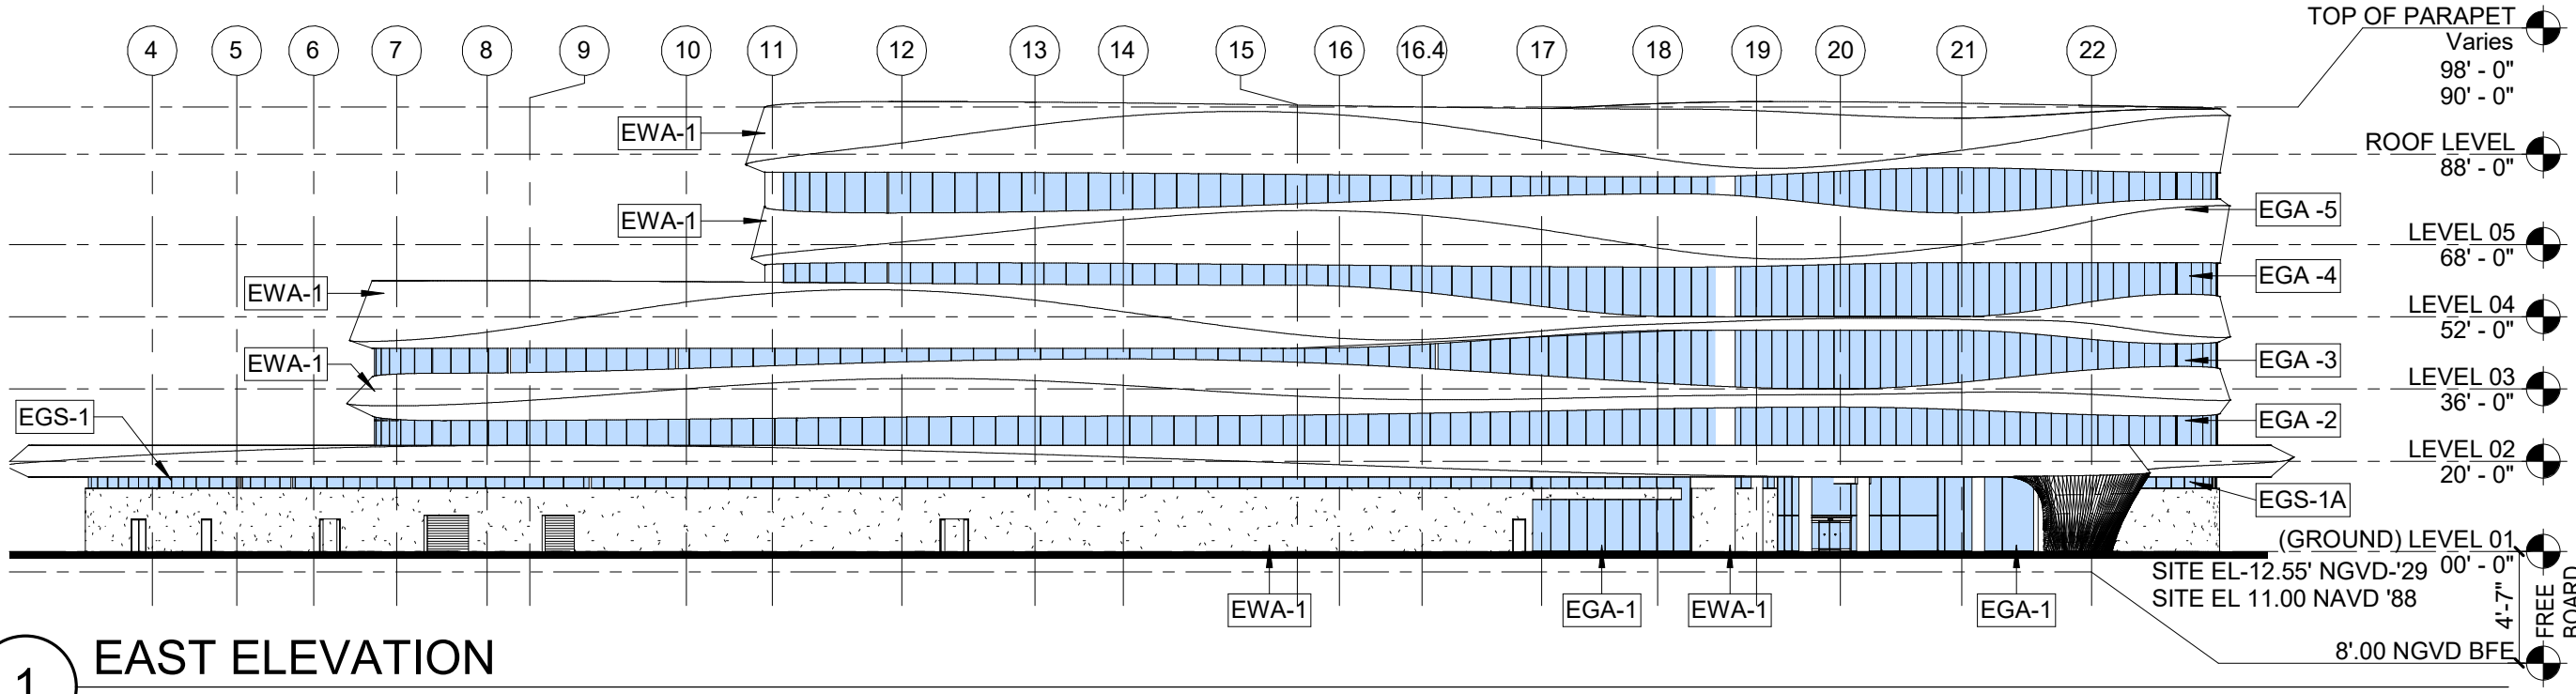 4 5 6 7 8 9 10 11 12 13 14 15 16 16.4 17 18 19 20 21 22
TOP OF PARAPET
Varies
98' - 0"
90' - 0"
EWA-1
ROOF LEVEL
88' - 0"
EWA-1
EGA -5
LEVEL 05
68' - 0"
EGA -4
EWA-1
LEVEL 04
52' - 0"
EWA-1
EGA -3
LEVEL 03
36' - 0"
EGS-1
EGA -2
LEVEL 02
20' - 0"
EGS-1A
(GROUND) LEVEL 01
00' - 0"
SITE EL-12.55' NGVD-'29
SITE EL 11.00 NAVD '88
EWA-1
EGA-1
EWA-1
EGA-1
4'-7"
FREE
BOARD
8'.00 NGVD BFE
1
EAST ELEVATION